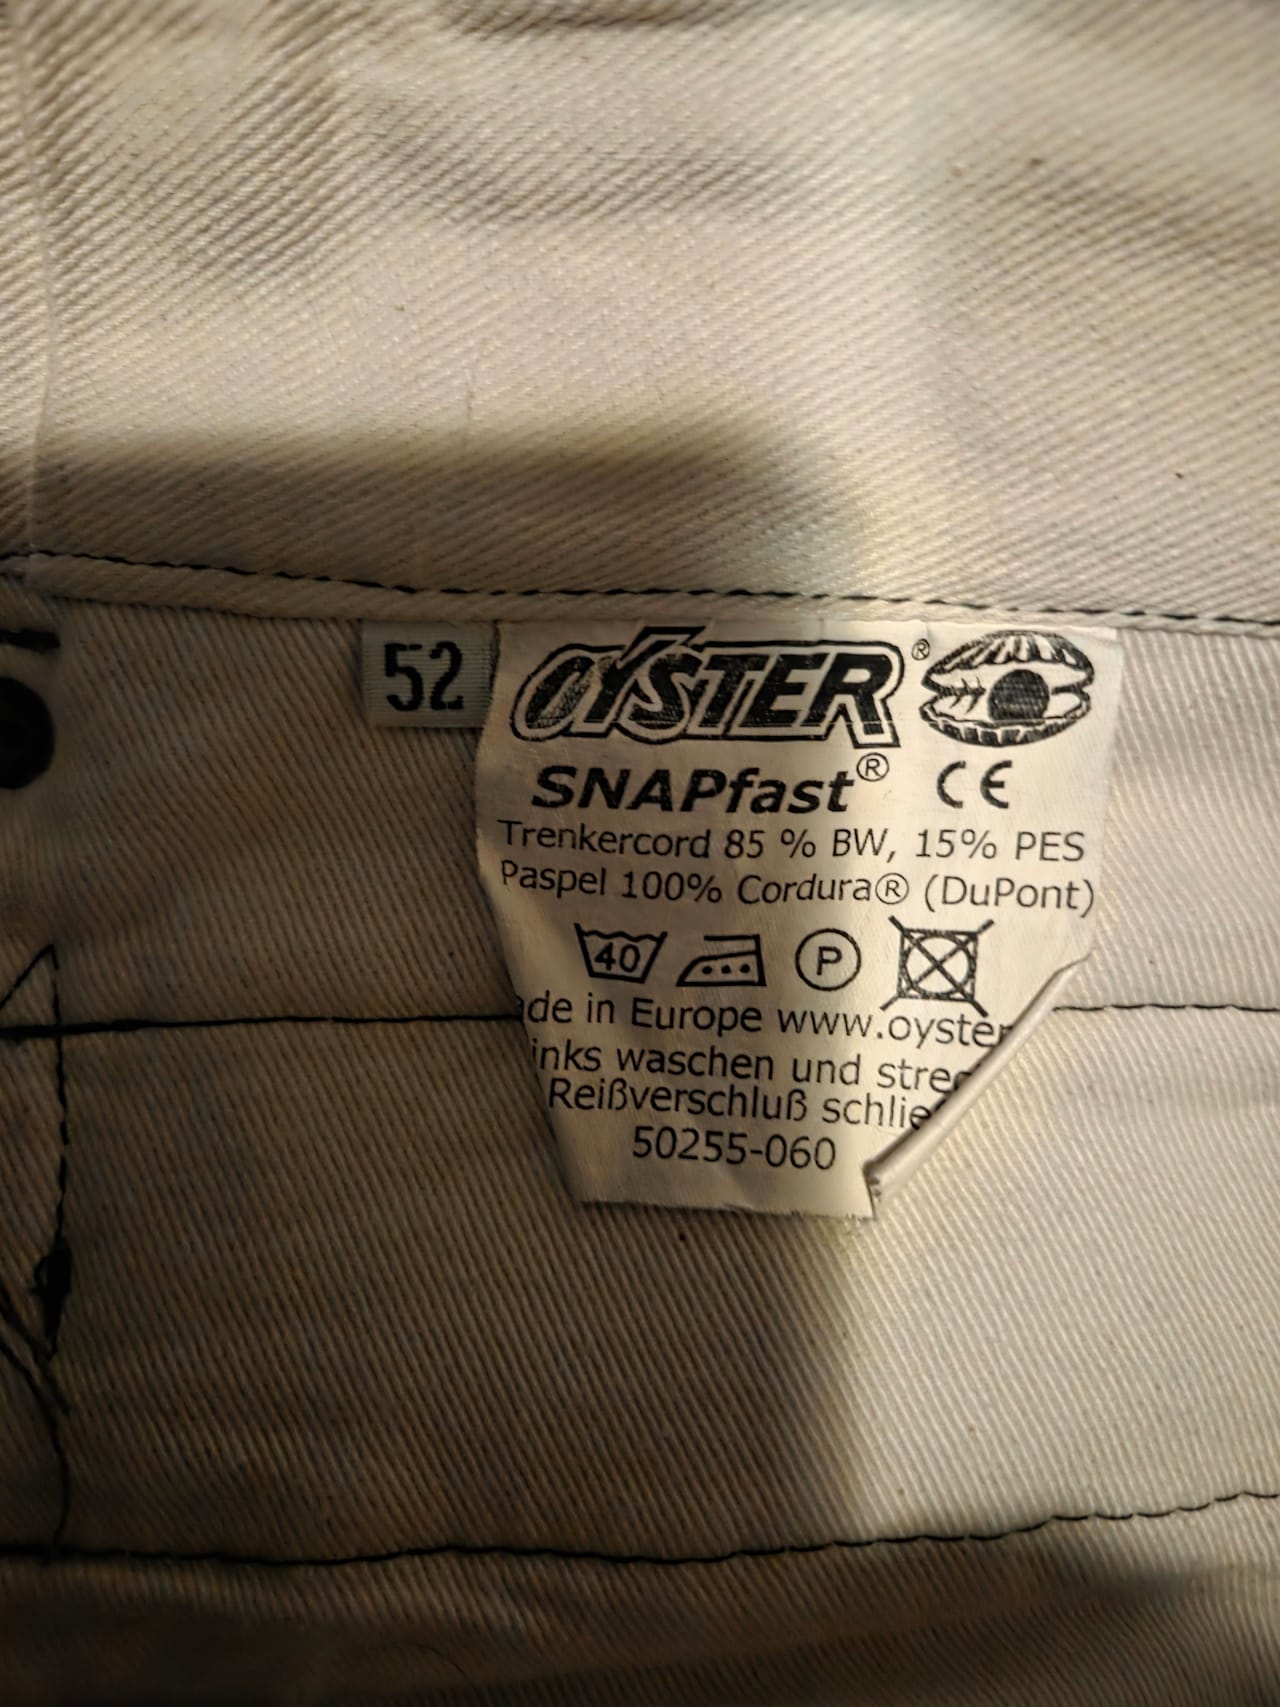 52
OYSTER®
SNAPfast® CE
Trenkercord 85 % BW, 15% PES
Paspel 100% Cordura® (DuPont)
40 P
ade in Europe www.oyster
inks waschen und stre
Reißverschluß schlie
50255-060